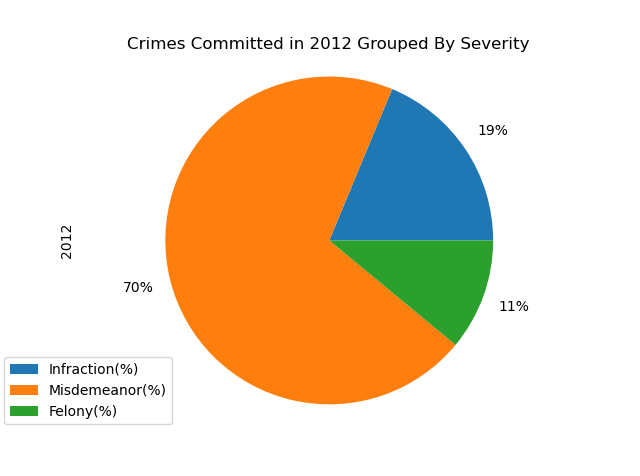 Crimes Committed in 2012 Grouped By Severity
19%
2012
70%
11%
Infraction(%)
Misdemeanor(%)
Felony(%)